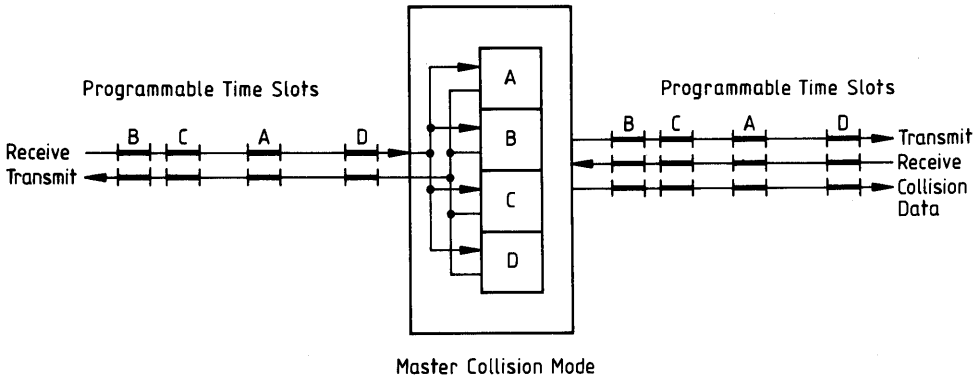 Programmable Time Slots
B C A D
Receive
Transmit
A
B
C
D
Programmable Time Slots
B C A D
Transmit
Receive
Collision
Data
Master Collision Mode